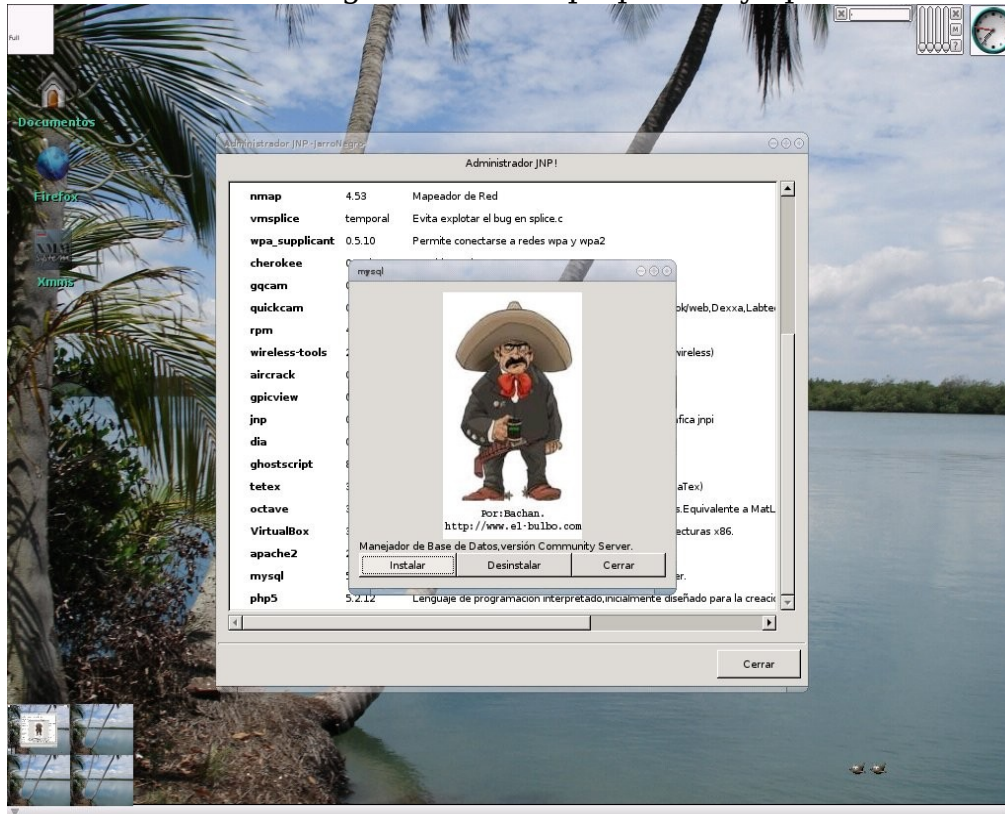 Full
Documentos
Firefox
Xmms
M
?
Administrador JNP -JarroNegro-
Administrador JNP!
nmap 4.53 Mapeador de Red
vmsplice temporal Evita explotar el bug en splice.c
wpa_supplicant 0.5.10 Permite conectarse a redes wpa y wpa2
cherokee
gqcam
quickcam ok/web,Dexxa,Labtec
rpm
wireless-tools wireless)
aircrack
gpicview
jnp áfica jnpi
dia
ghostscript
tetex aTex)
octave s.Equivalente a MatL
VirtualBox ecturas x86.
apache2
mysql er.
php5 5.2.12 Lenguaje de programación interpretado,inicialmente diseñado para la creació
Cerrar
mysql
Por:Bachan.
http://www.el-bulbo.com
Manejador de Base de Datos,versión Community Server.
Instalar Desinstalar Cerrar